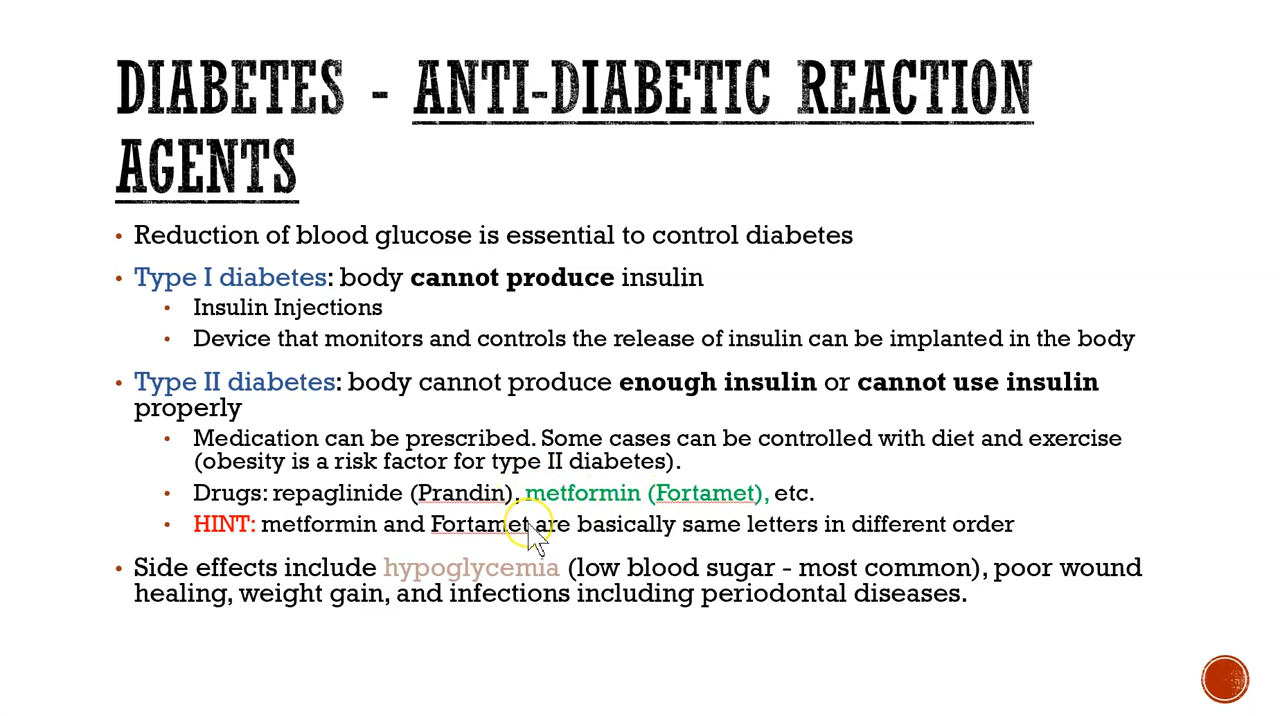 DIABETES - ANTI-DIABETIC REACTION
AGENTS
• Reduction of blood glucose is essential to control diabetes
• Type I diabetes: body cannot produce insulin
• Insulin Injections
• Device that monitors and controls the release of insulin can be implanted in the body
• Type II diabetes: body cannot produce enough insulin or cannot use insulin
properly
• Medication can be prescribed. Some cases can be controlled with diet and exercise
(obesity is a risk factor for type II diabetes).
• Drugs: repaglinide (Prandin), metformin (Fortamet), etc.
• HINT: metformin and Fortamet are basically same letters in different order
• Side effects include hypoglycemia (low blood sugar - most common), poor wound
healing, weight gain, and infections including periodontal diseases.